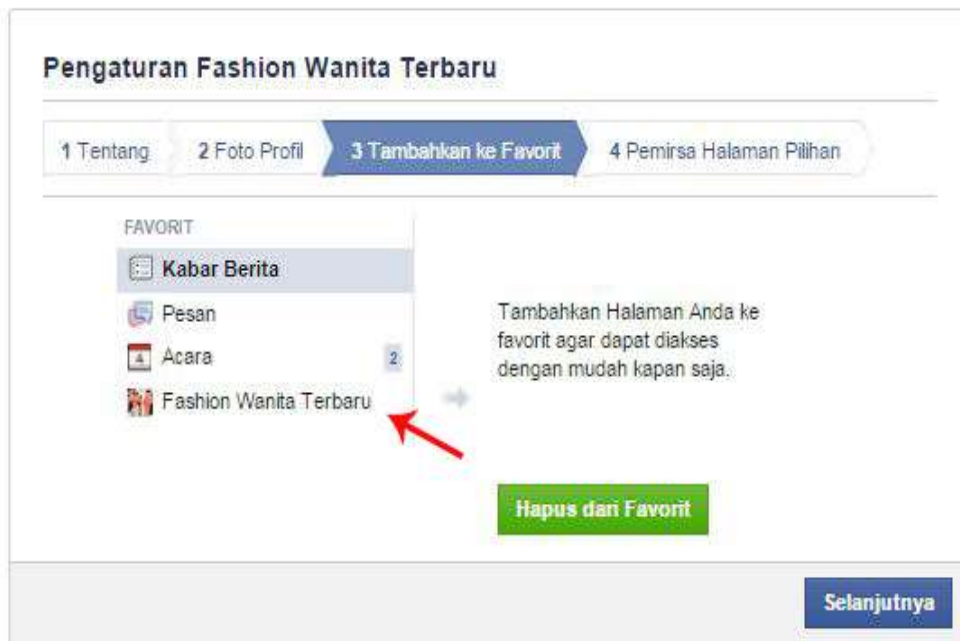 Pengaturan Fashion Wanita Terbaru
1 Tentang 2 Foto Profil 3 Tambahkan ke Favorit 4 Pemirsa Halaman Pilihan
FAVORIT
Kabar Berita
Pesan
Acara 2
Fashion Wanita Terbaru
Tambahkan Halaman Anda ke
favorit agar dapat diakses
dengan mudah kapan saja.
Hapus dari Favorit
Selanjutnya